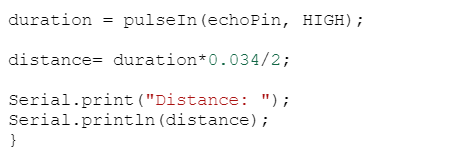 duration = pulseIn(echoPin, HIGH);
distance= duration*0.034/2;
Serial.print("Distance: ");
Serial.println(distance);
}